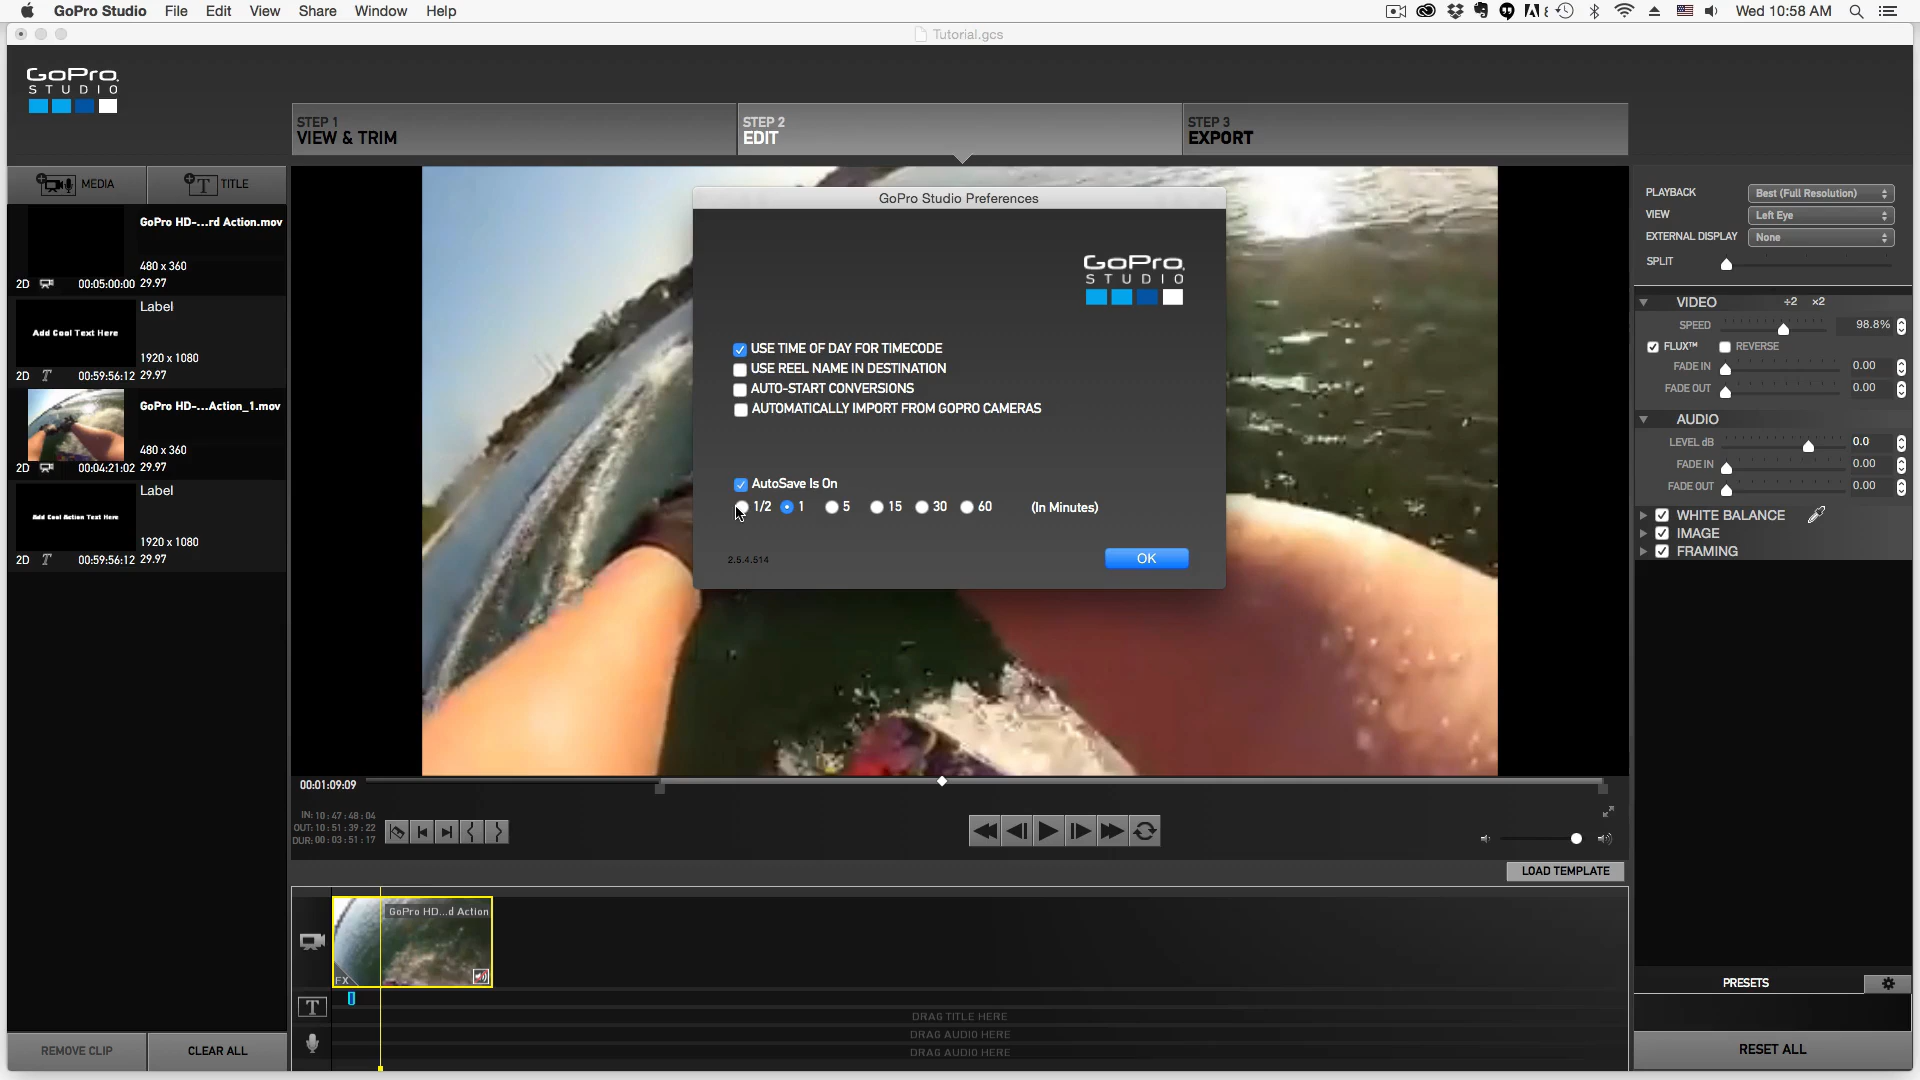 GoPro Studio File Edit View Share Window Help
Wed 10:58 AM
Tutorial.gcs
GoPro.
STUDIO
STEP 1
VIEW & TRIM
STEP 2
EDIT
STEP 3
EXPORT
MEDIA
TITLE
GoPro HD-...rd Action.mov
480 x 360
2D 00:05:00:00 29.97
Label
Add Cool Text Here
1920 x 1080
2D T 00:59:56:12 29.97
GoPro HD-...Action_1.mov
480 x 360
2D 00:04:21:02 29.97
Label
Add Cool Action Text Here
1920 x 1080
2D T 00:59:56:12 29.97
REMOVE CLIP
CLEAR ALL
GoPro Studio Preferences
GoPro.
STUDIO
USE TIME OF DAY FOR TIMECODE
USE REEL NAME IN DESTINATION
AUTO-START CONVERSIONS
AUTOMATICALLY IMPORT FROM GOPRO CAMERAS
AutoSave Is On
1/2 1 5 15 30 60 (In Minutes)
2.5.4.514
OK
00:01:09:09
IN: 10:47:48:04
OUT: 10:51:39:22
DUR: 00:03:51:17
LOAD TEMPLATE
GoPro HD...d Action
FX
T
DRAG TITLE HERE
DRAG AUDIO HERE
DRAG AUDIO HERE
PLAYBACK Best (Full Resolution)
VIEW Left Eye
EXTERNAL DISPLAY None
SPLIT
VIDEO ÷2 x2
SPEED 98.8%
FLUX™ REVERSE
FADE IN 0.00
FADE OUT 0.00
AUDIO
LEVEL dB 0.0
FADE IN 0.00
FADE OUT 0.00
WHITE BALANCE
IMAGE
FRAMING
PRESETS
RESET ALL